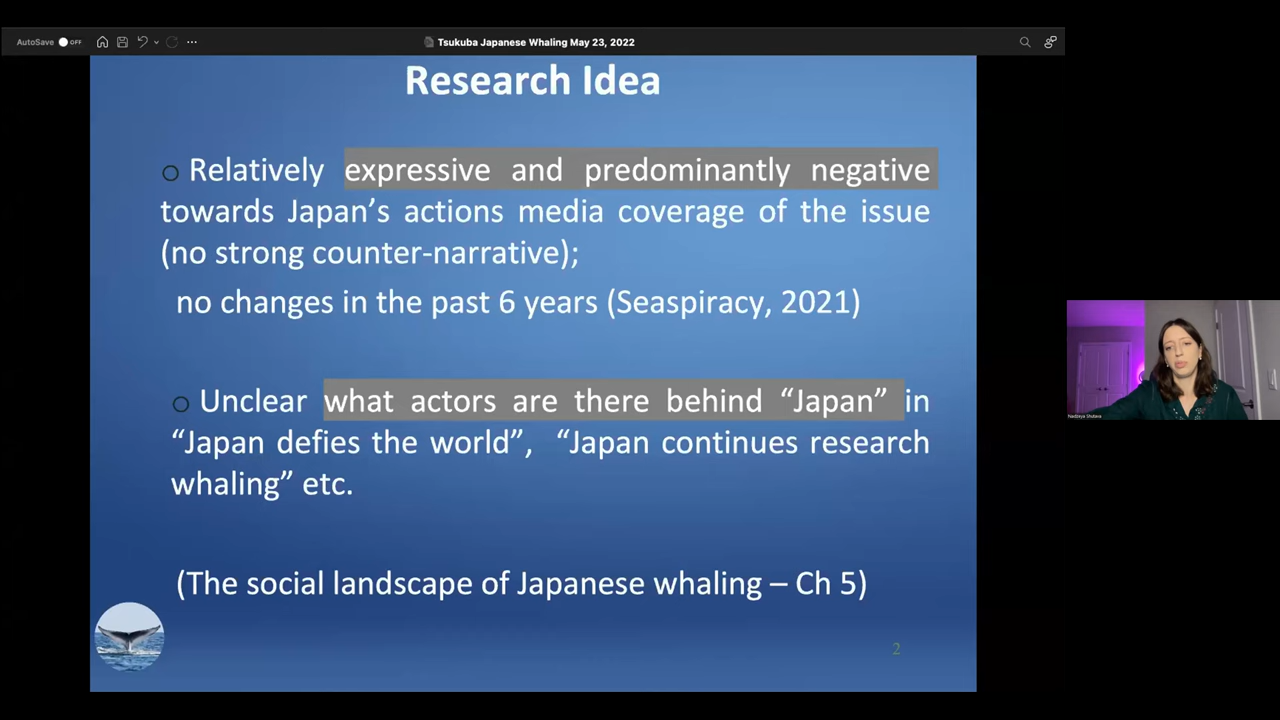 AutoSave OFF
Tsukuba Japanese Whaling May 23, 2022
Research Idea
Relatively expressive and predominantly negative
towards Japan’s actions media coverage of the issue
(no strong counter-narrative);
no changes in the past 6 years (Seaspiracy, 2021)
Unclear what actors are there behind “Japan” in
“Japan defies the world”, “Japan continues research
whaling” etc.
(The social landscape of Japanese whaling – Ch 5)
2